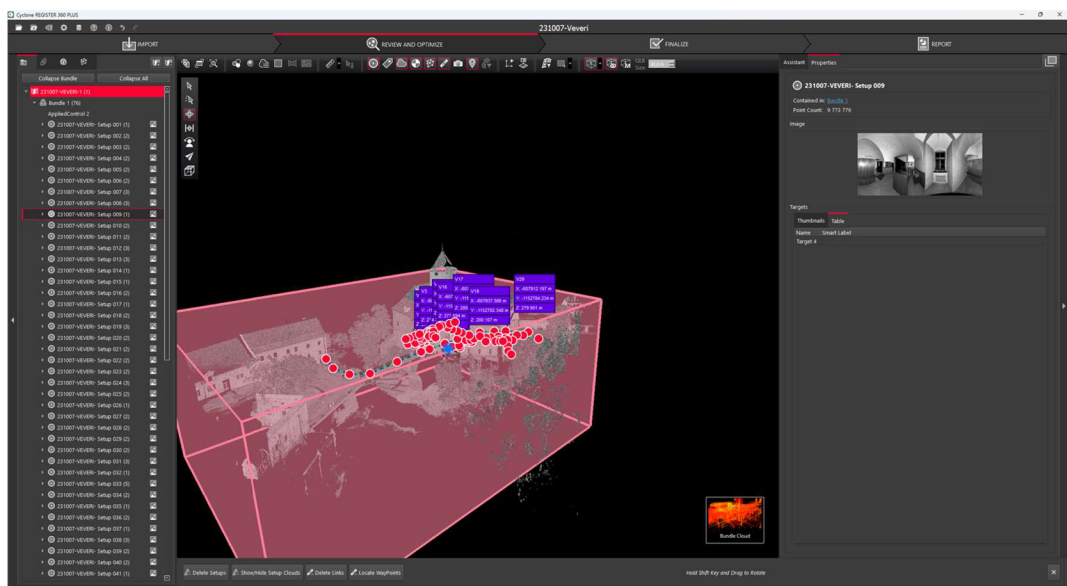 Cyclone REGISTER 360 PLUS
231007-Veveri
IMPORT
REVIEW AND OPTIMIZE
FINALIZE
REPORT
Collapse Bundle
Collapse All
231007-VEVERI-1 (1)
Bundle 1 (76)
AppliedControl 2
231007-VEVERI- Setup 001 (1)
231007-VEVERI- Setup 002 (2)
231007-VEVERI- Setup 003 (2)
231007-VEVERI- Setup 004 (2)
231007-VEVERI- Setup 005 (2)
231007-VEVERI- Setup 006 (2)
231007-VEVERI- Setup 007 (3)
231007-VEVERI- Setup 008 (3)
231007-VEVERI- Setup 009 (1)
231007-VEVERI- Setup 010 (2)
231007-VEVERI- Setup 011 (2)
231007-VEVERI- Setup 012 (3)
231007-VEVERI- Setup 013 (3)
231007-VEVERI- Setup 014 (1)
231007-VEVERI- Setup 015 (1)
231007-VEVERI- Setup 016 (2)
231007-VEVERI- Setup 017 (1)
231007-VEVERI- Setup 018 (2)
231007-VEVERI- Setup 019 (3)
231007-VEVERI- Setup 020 (2)
231007-VEVERI- Setup 021 (2)
231007-VEVERI- Setup 022 (2)
231007-VEVERI- Setup 023 (2)
231007-VEVERI- Setup 024 (3)
231007-VEVERI- Setup 025 (2)
231007-VEVERI- Setup 026 (1)
231007-VEVERI- Setup 027 (2)
231007-VEVERI- Setup 028 (2)
231007-VEVERI- Setup 029 (2)
231007-VEVERI- Setup 030 (2)
231007-VEVERI- Setup 031 (3)
231007-VEVERI- Setup 032 (1)
231007-VEVERI- Setup 033 (5)
231007-VEVERI- Setup 034 (2)
231007-VEVERI- Setup 035 (1)
231007-VEVERI- Setup 036 (1)
231007-VEVERI- Setup 037 (1)
231007-VEVERI- Setup 038 (3)
231007-VEVERI- Setup 039 (2)
231007-VEVERI- Setup 040 (2)
231007-VEVERI- Setup 041 (1)
V5
V16
V17
V18
X: -607937.988 m
Y: -1152782.345 m
Z: 280.107 m
V29
X: -607912.197 m
Y: -1152784.234 m
Z: 279.901 m
Bundle Cloud
Delete Setups
Show/Hide Setup Clouds
Delete Links
Locate WayPoints
Hold Shift Key and Drag to Rotate
Assistant
Properties
231007-VEVERI- Setup 009
Contained in: Bundle 1
Point Count: 9 773 779
Image
Targets
Thumbnails
Table
Name
Smart Label
Target 4